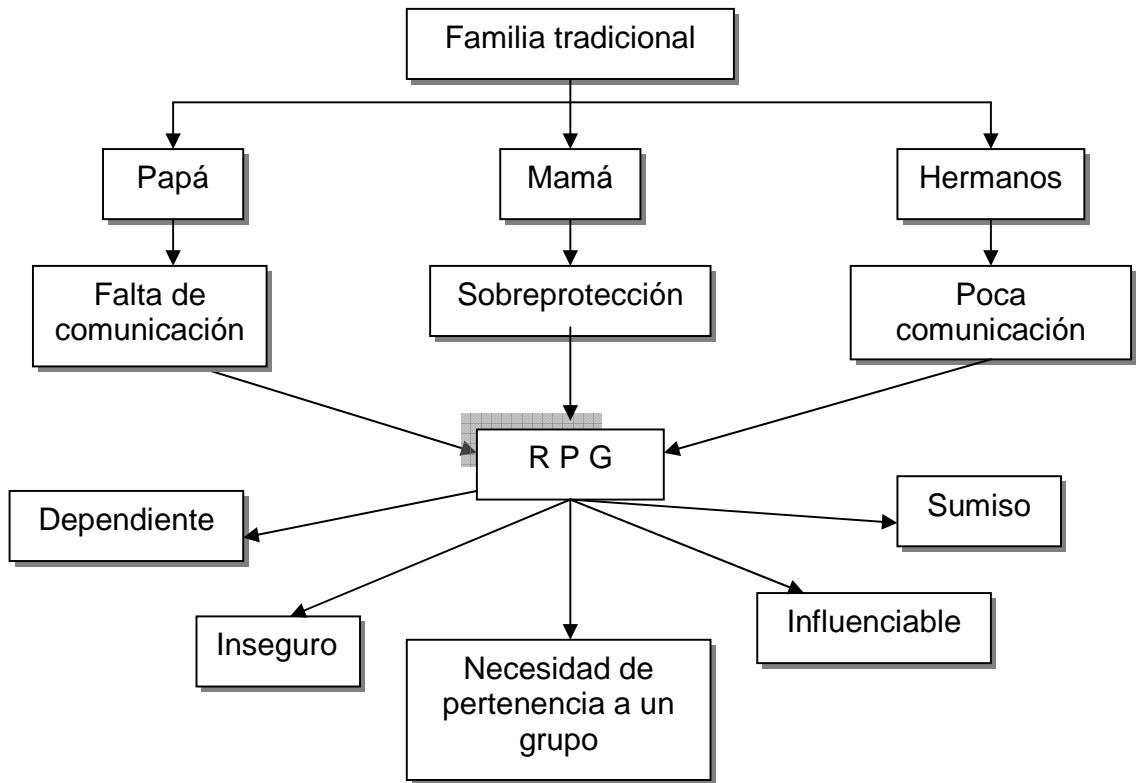 Familia tradicional
Papá
Mamá
Hermanos
Falta de
comunicación
Sobreprotección
Poca
comunicación
R P G
Dependiente
Sumiso
Inseguro
Influenciable
Necesidad de
pertenencia a un
grupo